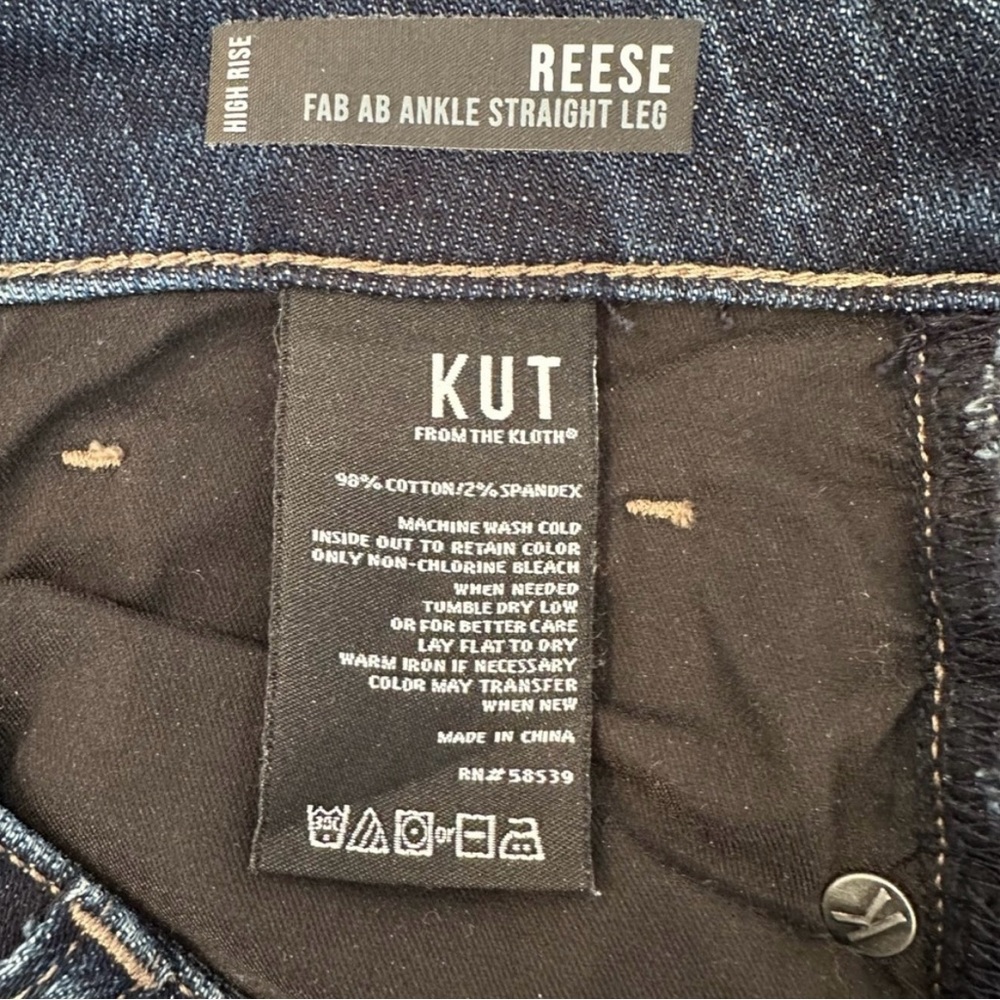 HIGH RISE
REESE
FAB AB ANKLE STRAIGHT LEG
KUT
FROM THE KLOTH®
98% COTTON/2% SPANDEX
MACHINE WASH COLD
INSIDE OUT TO RETAIN COLOR
ONLY NON-CHLORINE BLEACH
WHEN NEEDED
TUMBLE DRY LOW
OR FOR BETTER CARE
LAY FLAT TO DRY
WARM IRON IF NECESSARY
COLOR MAY TRANSFER
WHEN NEW
MADE IN CHINA
RN# 58539
30C or
K